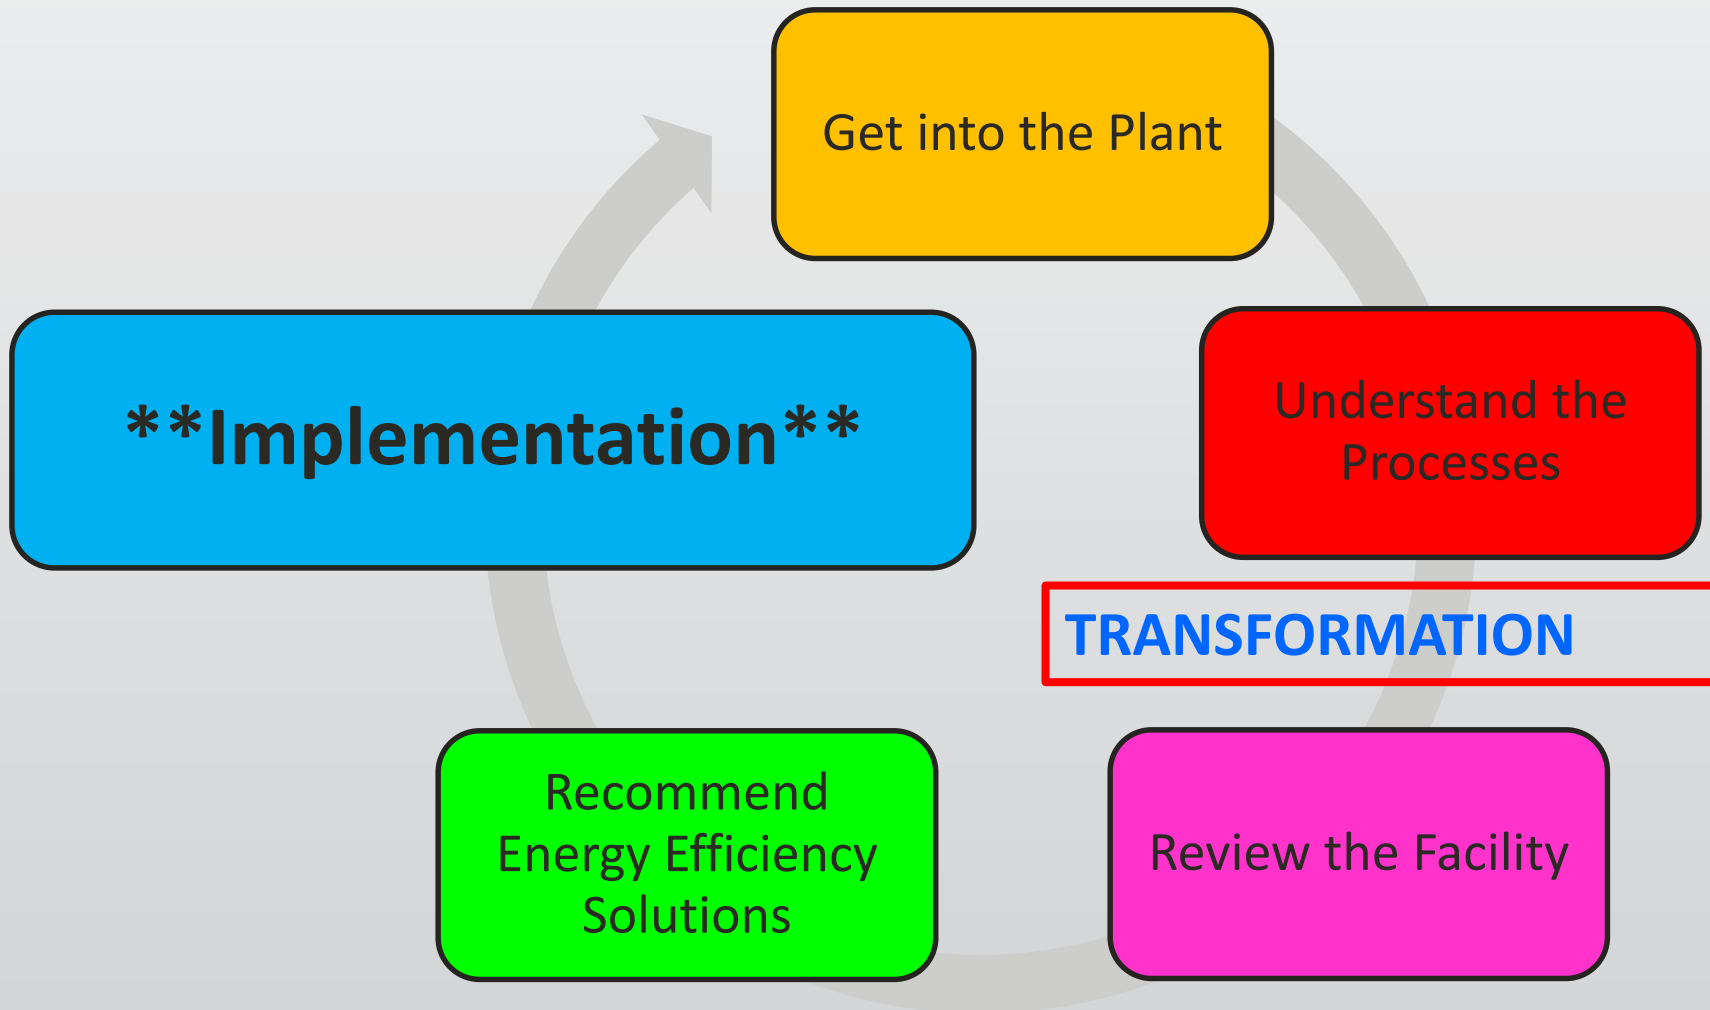 Get into the Plant
**Implementation**
Understand the
Processes
TRANSFORMATION
Recommend
Energy Efficiency
Solutions
Review the Facility